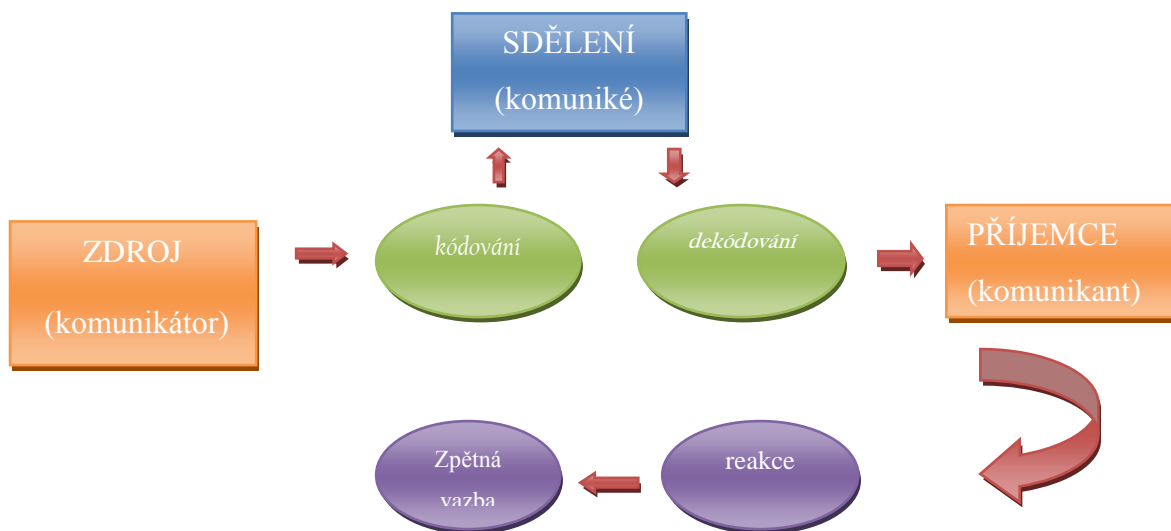 SDĚLENÍ
(komuniké)
ZDROJ
(komunikátor)
kódování
dekódování
PŘÍJEMCE
(komunikant)
Zpětná
vazba
reakce